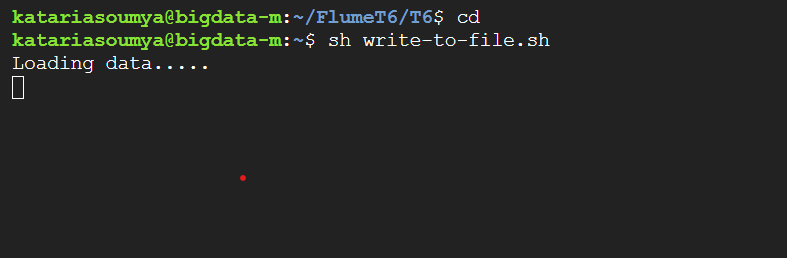 katariasoumya@bigdata-m:~/FlumeT6/T6$ cd
katariasoumya@bigdata-m:~$ sh write-to-file.sh
Loading data.....